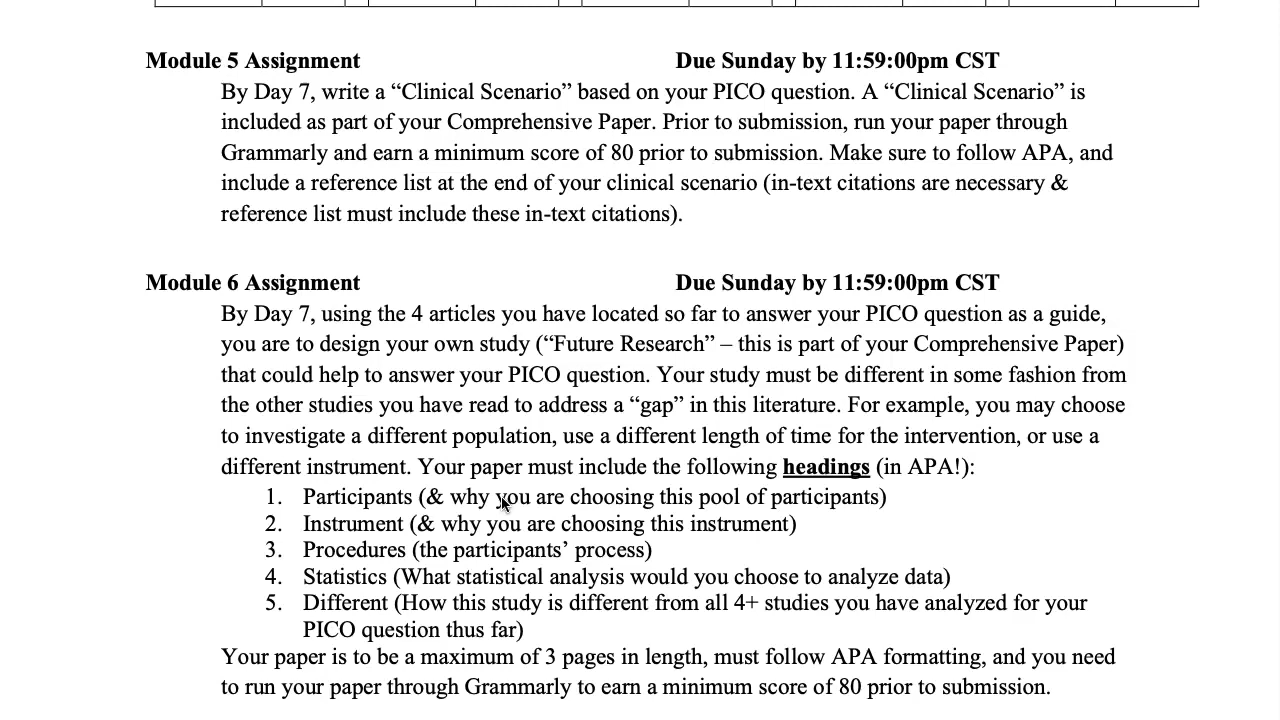 Module 5 Assignment Due Sunday by 11:59:00pm CST
By Day 7, write a “Clinical Scenario” based on your PICO question. A “Clinical Scenario” is
included as part of your Comprehensive Paper. Prior to submission, run your paper through
Grammarly and earn a minimum score of 80 prior to submission. Make sure to follow APA, and
include a reference list at the end of your clinical scenario (in-text citations are necessary &
reference list must include these in-text citations).
Module 6 Assignment Due Sunday by 11:59:00pm CST
By Day 7, using the 4 articles you have located so far to answer your PICO question as a guide,
you are to design your own study (“Future Research” – this is part of your Comprehensive Paper)
that could help to answer your PICO question. Your study must be different in some fashion from
the other studies you have read to address a “gap” in this literature. For example, you may choose
to investigate a different population, use a different length of time for the intervention, or use a
different instrument. Your paper must include the following headings (in APA!):
1. Participants (& why you are choosing this pool of participants)
2. Instrument (& why you are choosing this instrument)
3. Procedures (the participants’ process)
4. Statistics (What statistical analysis would you choose to analyze data)
5. Different (How this study is different from all 4+ studies you have analyzed for your
PICO question thus far)
Your paper is to be a maximum of 3 pages in length, must follow APA formatting, and you need
to run your paper through Grammarly to earn a minimum score of 80 prior to submission.